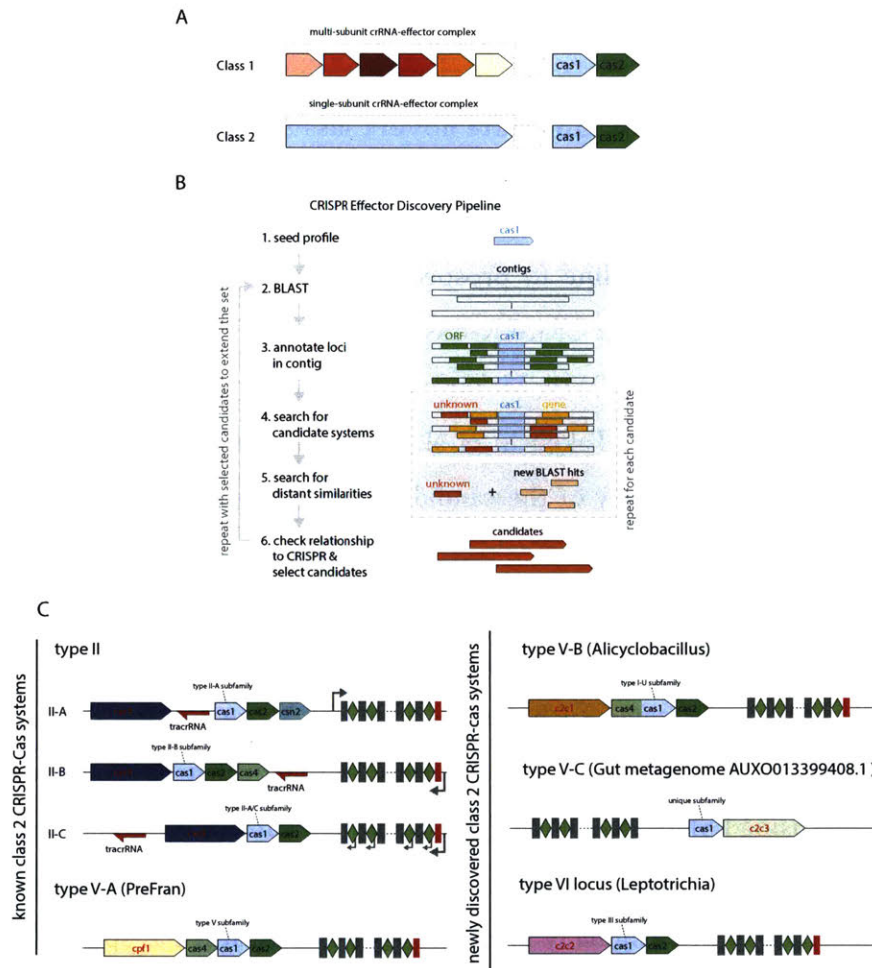 A
multi-subunit crRNA-effector complex
Class 1
cas1
cas2
single-subunit crRNA-effector complex
Class 2
cas1
cas2
B
CRISPR Effector Discovery Pipeline
1. seed profile
cas1
2. BLAST
contigs
3. annotate loci
in contig
ORF
cas1
4. search for
candidate systems
unknown
cas1
gene
5. search for
distant similarities
unknown
+
new BLAST hits
6. check relationship
to CRISPR &
select candidates
candidates
repeat with selected candidates to extend the set
repeat for each candidate
C
known class 2 CRISPR-Cas systems
type II
type II-A subfamily
II-A
tracrRNA
cas1
cas2
csn2
type II-B subfamily
II-B
cas1
cas2
cas4
tracrRNA
type II-A/C subfamily
II-C
tracrRNA
cas1
cas2
type V-A (PreFran)
type V subfamily
cpf1
cas4
cas1
cas2
newly discovered class 2 CRISPR-cas systems
type V-B (Alicyclobacillus)
type I-U subfamily
c2c1
cas4
cas1
cas2
type V-C (Gut metagenome AUXO013399408.1)
unique subfamily
cas1
c2c3
type VI locus (Leptotrichia)
type III subfamily
c2c2
cas1
cas2